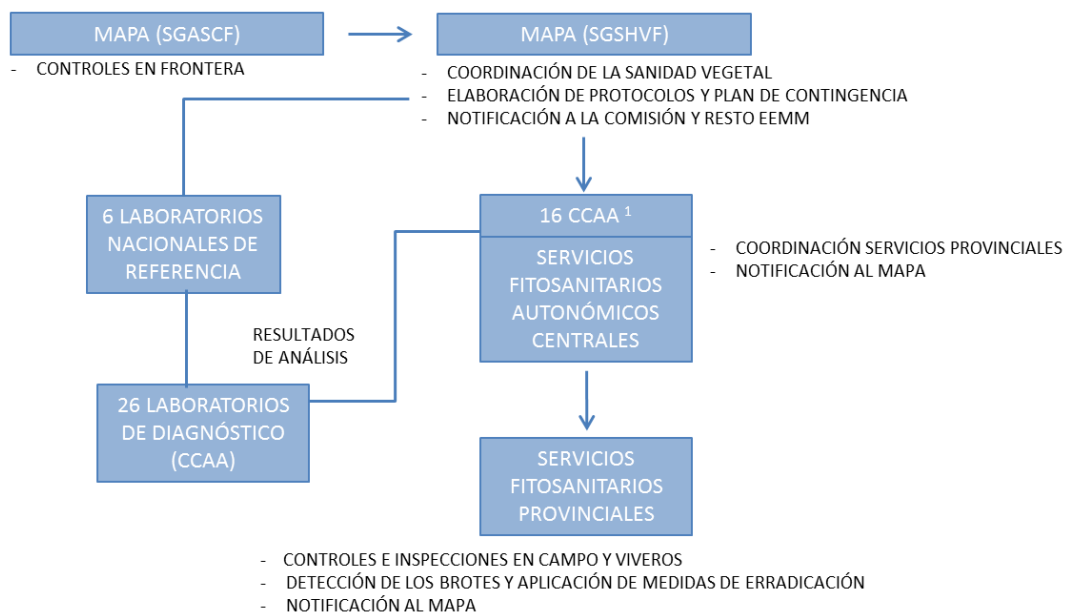 MAPA (SGASCF)
MAPA (SGSHVF)
- CONTROLES EN FRONTERA
- COORDINACIÓN DE LA SANIDAD VEGETAL
- ELABORACIÓN DE PROTOCOLOS Y PLAN DE CONTINGENCIA
- NOTIFICACIÓN A LA COMISIÓN Y RESTO EEMM
6 LABORATORIOS
NACIONALES DE
REFERENCIA
16 CCAA ¹
SERVICIOS
FITOSANITARIOS
AUTONÓMICOS
CENTRALES
- COORDINACIÓN SERVICIOS PROVINCIALES
- NOTIFICACIÓN AL MAPA
RESULTADOS
DE ANÁLISIS
26 LABORATORIOS
DE DIAGNÓSTICO
(CCAA)
SERVICIOS
FITOSANITARIOS
PROVINCIALES
- CONTROLES E INSPECCIONES EN CAMPO Y VIVEROS
- DETECCIÓN DE LOS BROTES Y APLICACIÓN DE MEDIDAS DE ERRADICACIÓN
- NOTIFICACIÓN AL MAPA